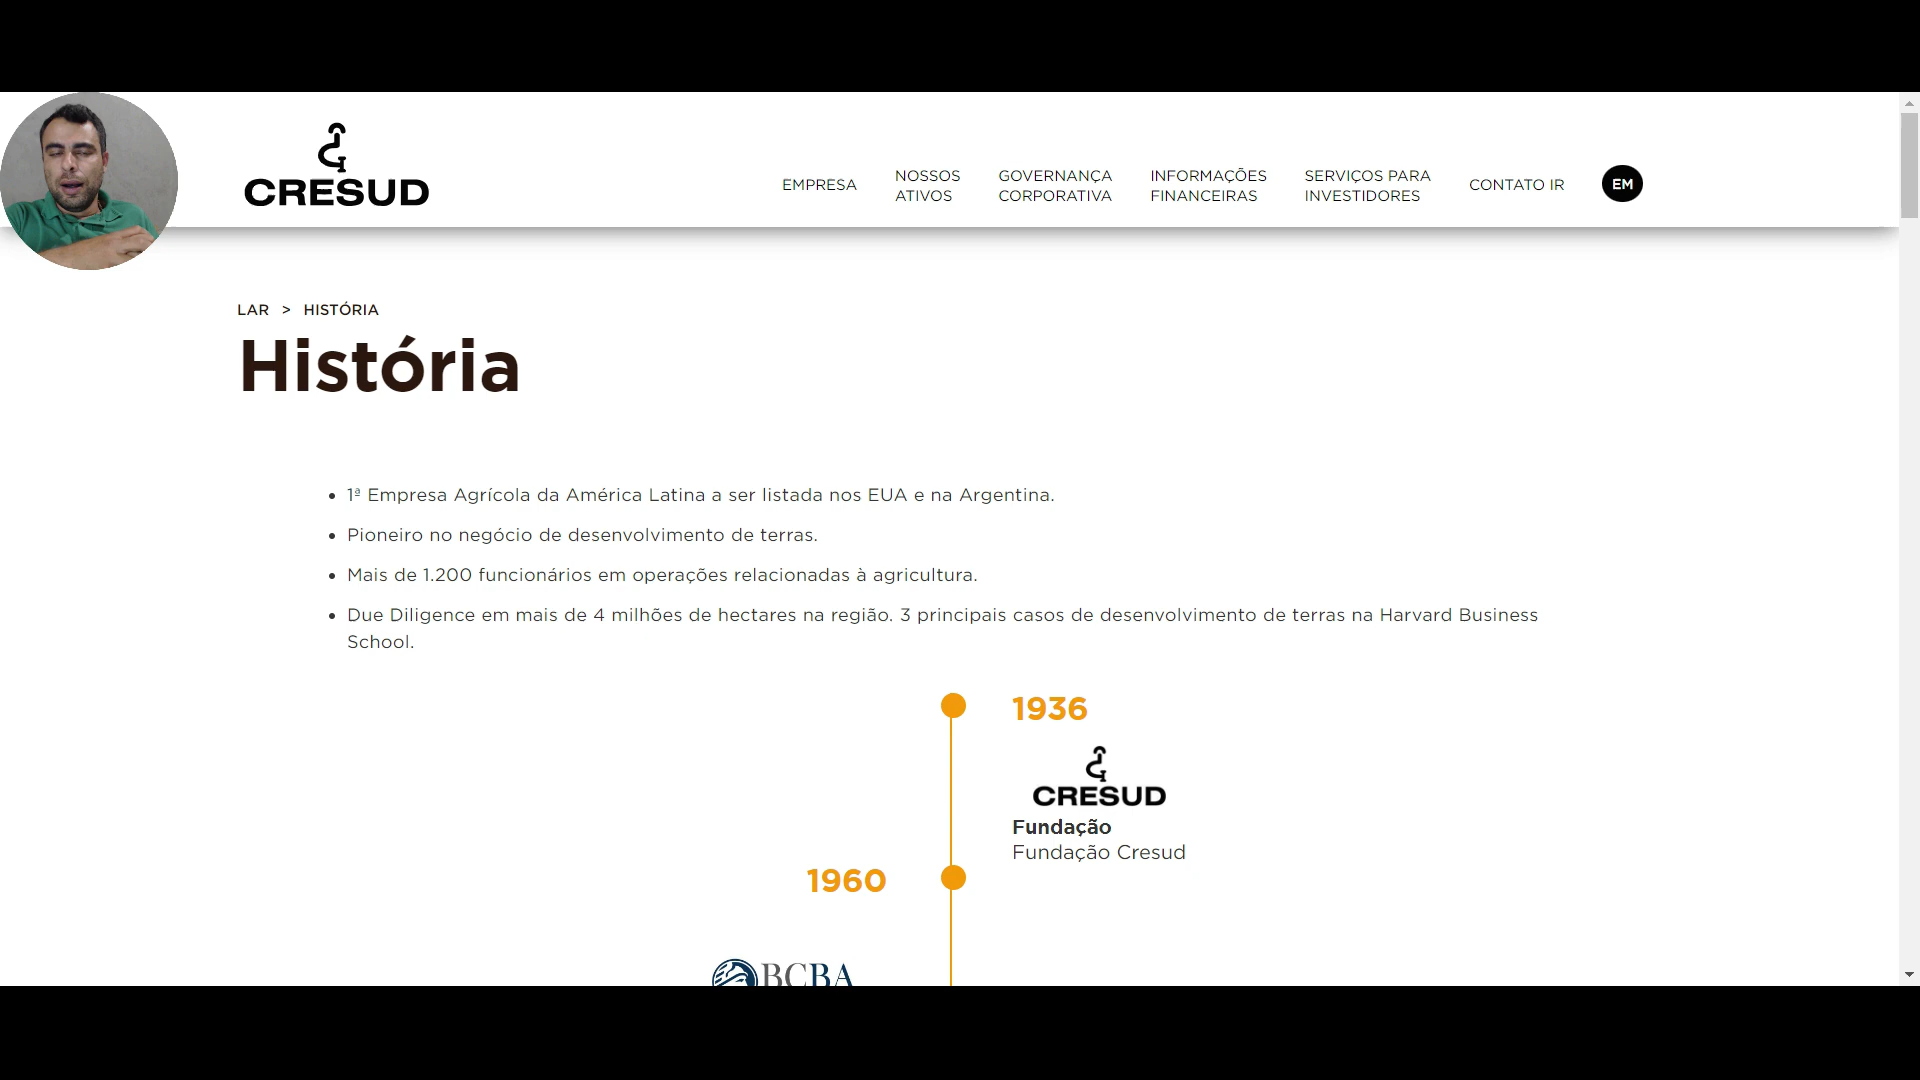 CRESUD
EMPRESA
NOSSOS
ATIVOS
GOVERNANÇA
CORPORATIVA
INFORMAÇÕES
FINANCEIRAS
SERVIÇOS PARA
INVESTIDORES
CONTATO IR
EM
LAR > HISTÓRIA
História
• 1ª Empresa Agrícola da América Latina a ser listada nos EUA e na Argentina.
• Pioneiro no negócio de desenvolvimento de terras.
• Mais de 1.200 funcionários em operações relacionadas à agricultura.
• Due Diligence em mais de 4 milhões de hectares na região. 3 principais casos de desenvolvimento de terras na Harvard Business
School.
1936
CRESUD
Fundação
Fundação Cresud
1960
BCBA